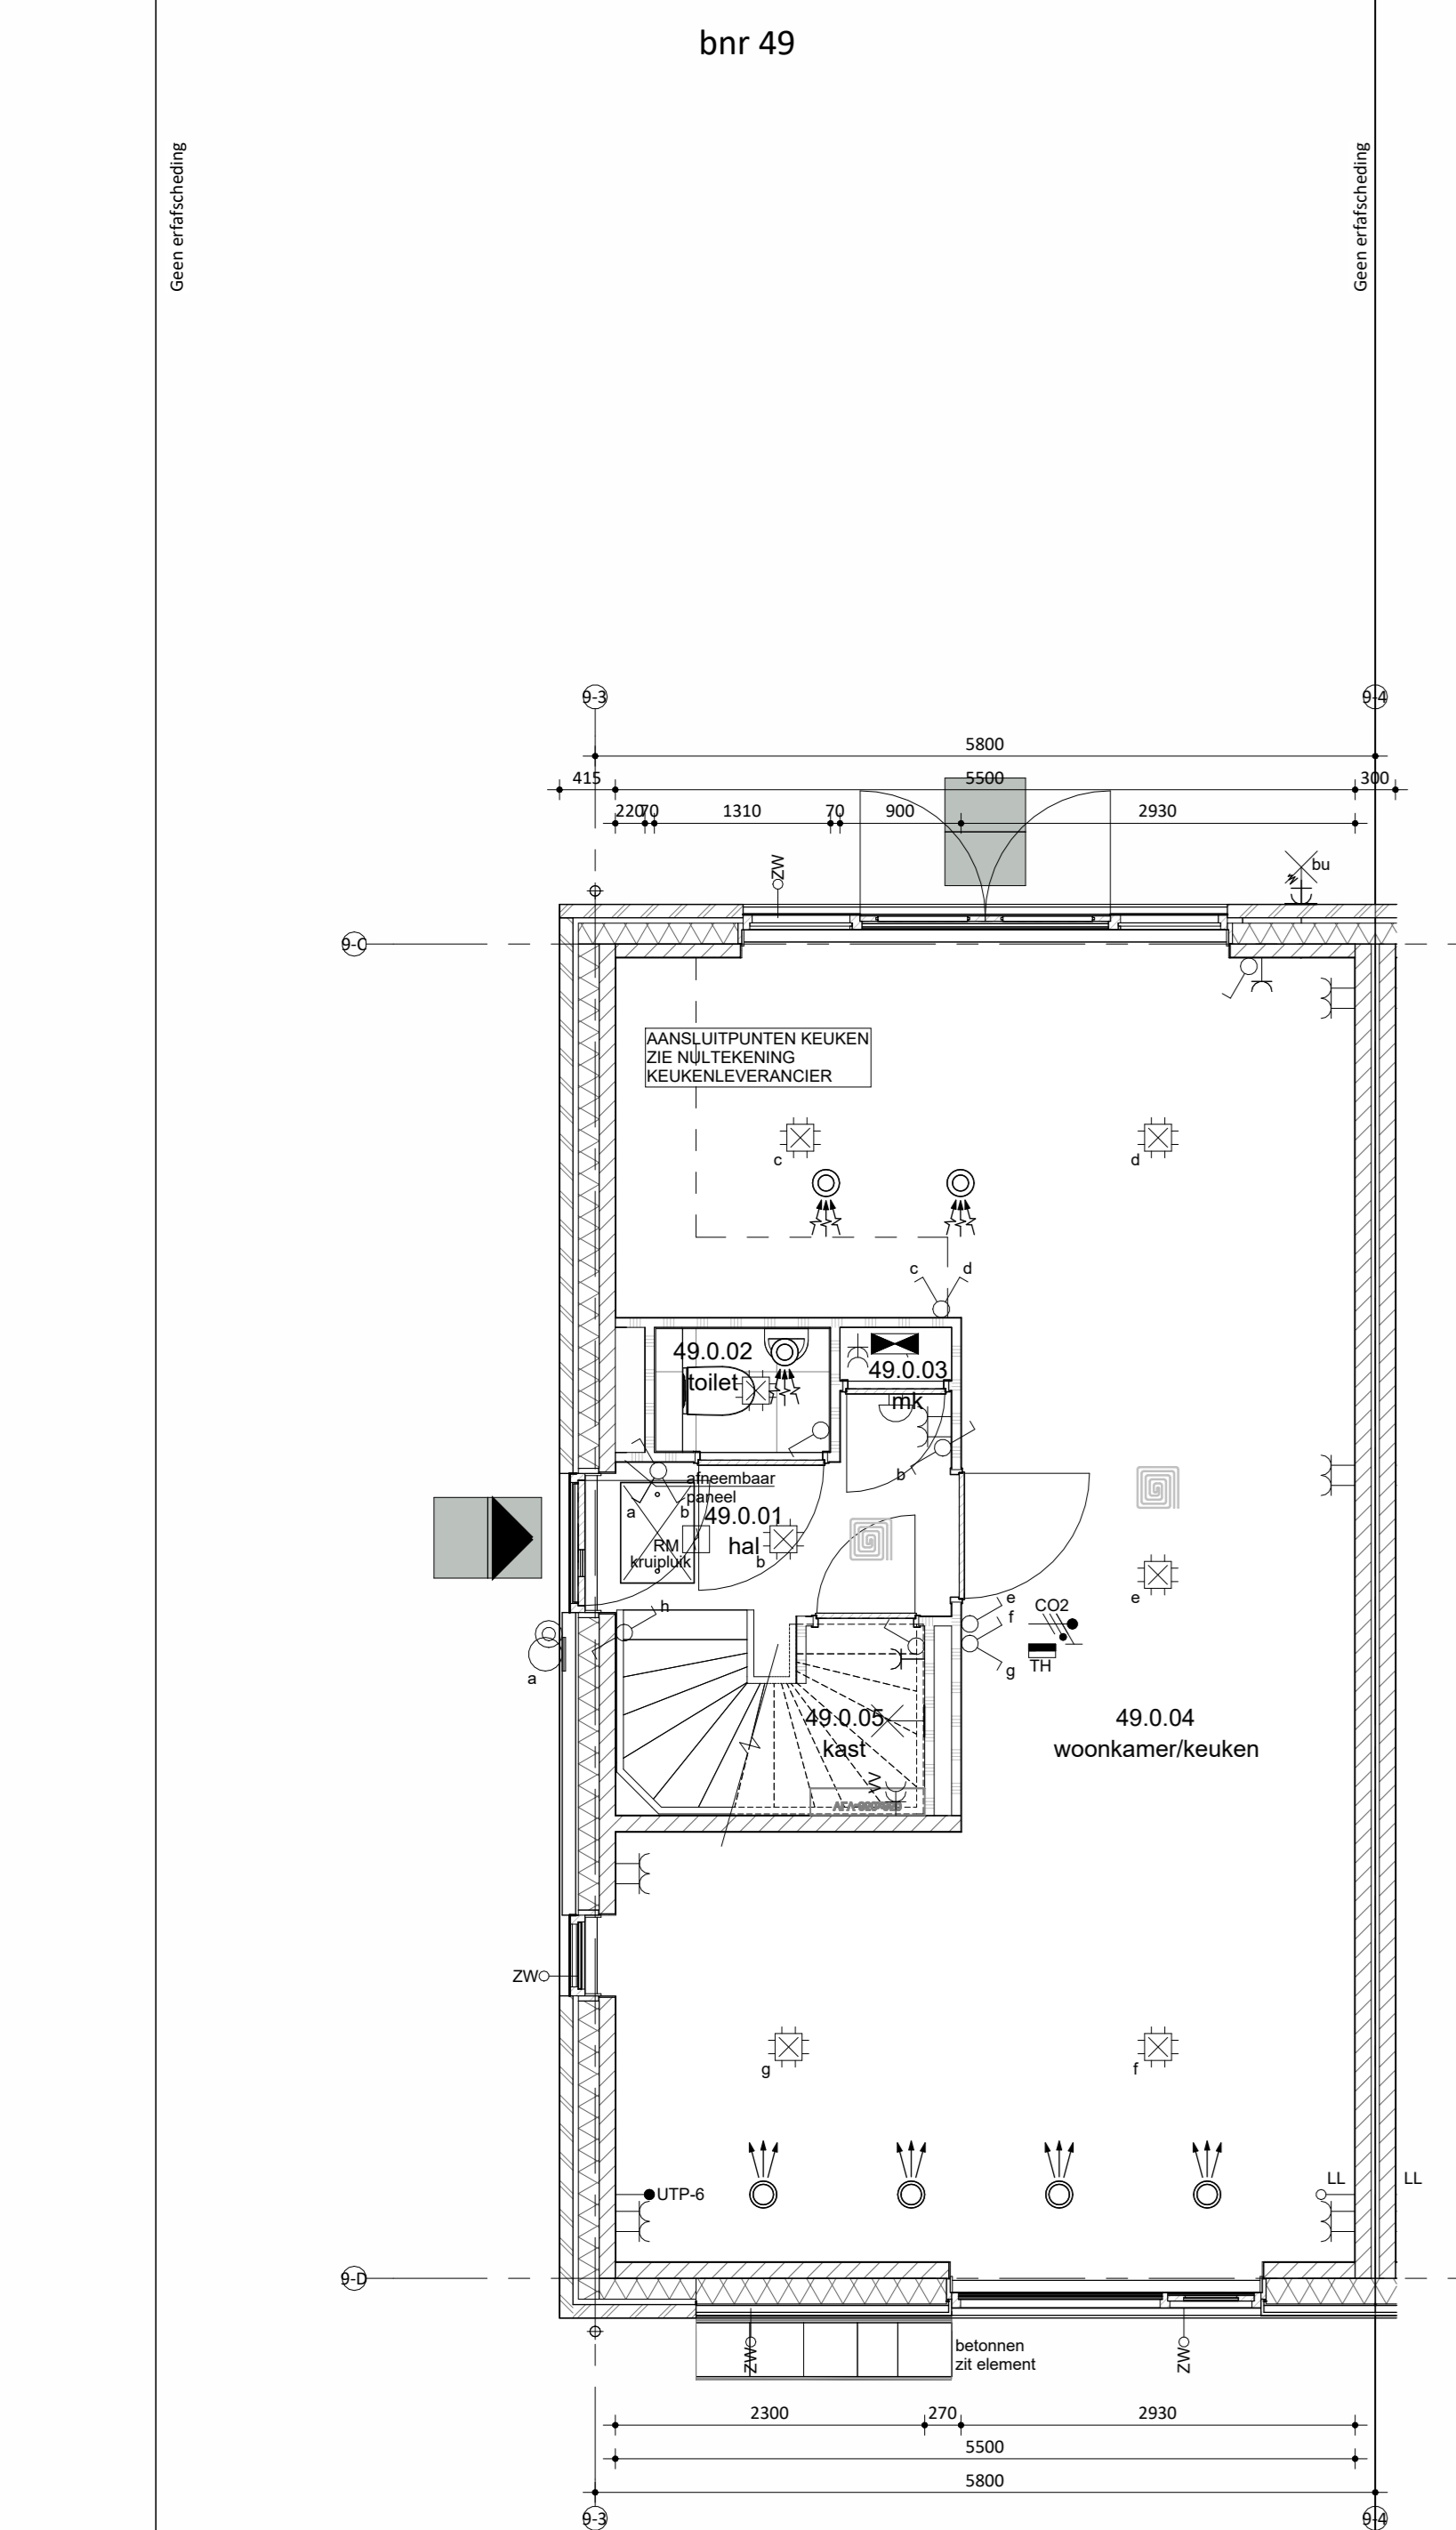 bnr 49
Geen erfafscheding
Geen erfafscheding
9-3
9-4
5800
415
5500
300
220
70
1310
70
900
2930
ZW
bu
9-C
AANSLUITPUNTEN KEUKEN
ZIE NULTEKENING
KEUKENLEVERANCIER
c
d
c
d
49.0.02
toilet
49.0.03
mk
b
afneembaar
paneel
a
b
49.0.01
hal
RM
kruipluik
b
h
a
e
f
g
CO2
TH
e
49.0.05
kast
VV
49.0.04
woonkamer/keuken
ZW
g
f
UTP-6
LL
LL
9-D
ZW
betonnen
zit element
ZW
2300
270
2930
5500
5800
9-3
9-4